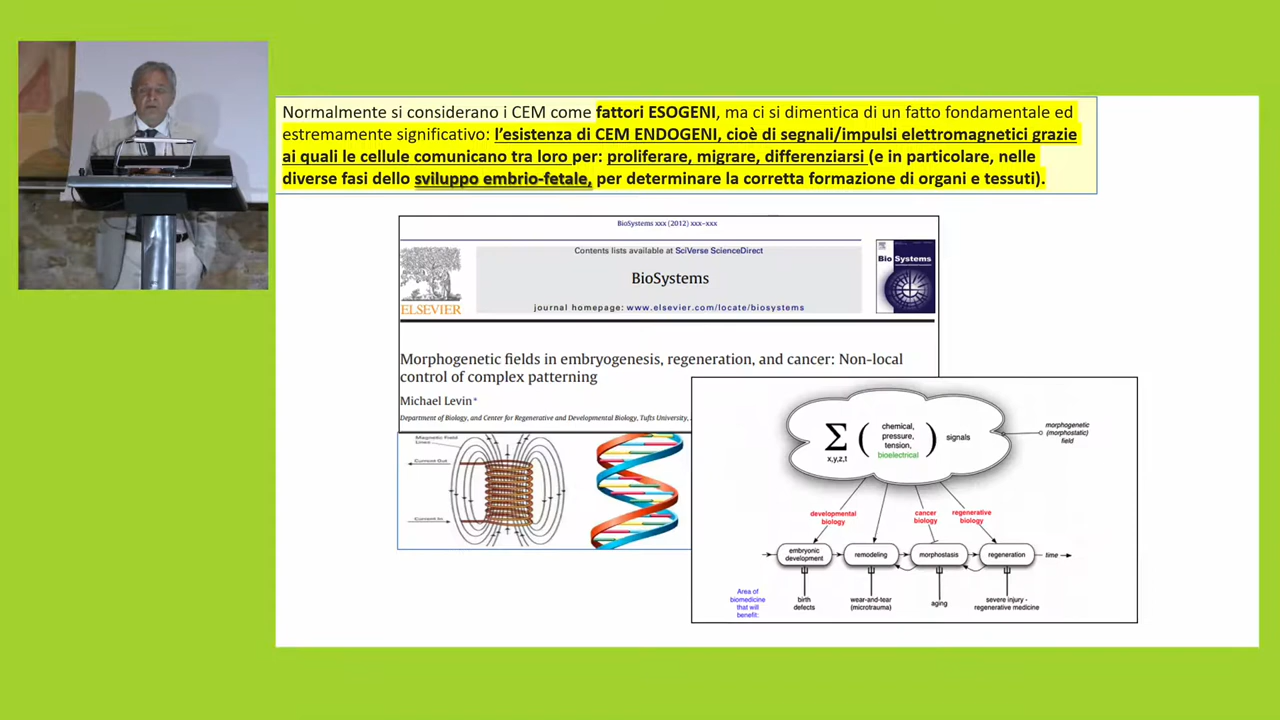 Normalmente si considerano i CEM come fattori ESOGENI, ma ci si dimentica di un fatto fondamentale ed
estremamente significativo: l'esistenza di CEM ENDOGENI, cioè di segnali/impulsi elettromagnetici grazie
ai quali le cellule comunicano tra loro per: proliferare, migrare, differenziarsi (e in particolare, nelle
diverse fasi dello sviluppo embrio-fetale, per determinare la corretta formazione di organi e tessuti).
BioSystems xxx (2012) xxx–xxx
Contents lists available at SciVerse ScienceDirect
BioSystems
journal homepage: www.elsevier.com/locate/biosystems
ELSEVIER
Bio Systems
Morphogenetic fields in embryogenesis, regeneration, and cancer: Non-local
control of complex patterning
Michael Levin*
Department of Biology, and Center for Regenerative and Developmental Biology, Tufts University,
Magnetic Field
Lines
Current Out
Current In
Σ
x,y,z,t
( chemical,
pressure,
tension,
bioelectrical )
signals
morphogenetic
(morphostatic)
field
developmental
biology
cancer
biology
regenerative
biology
embryonic
development
remodeling
morphostasis
regeneration
time
Area of
biomedicine
that will
benefit:
birth
defects
wear-and-tear
(microtrauma)
aging
severe injury -
regenerative medicine